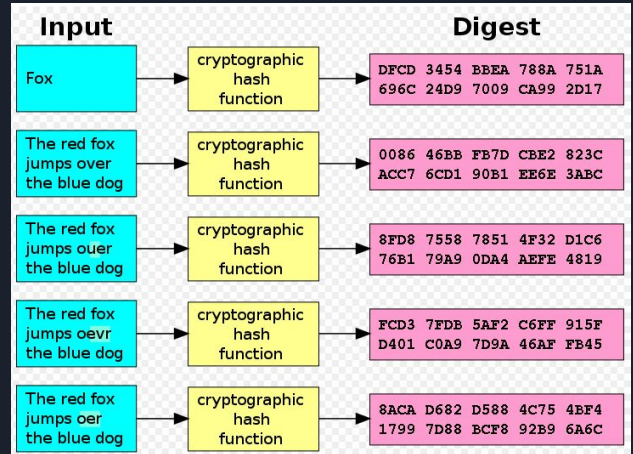 Input
Digest
Fox
cryptographic
hash
function
DFCD 3454 BBEA 788A 751A
696C 24D9 7009 CA99 2D17
The red fox
jumps over
the blue dog
cryptographic
hash
function
0086 46BB FB7D CBE2 823C
ACC7 6CD1 90B1 EE6E 3ABC
The red fox
jumps ouer
the blue dog
cryptographic
hash
function
8FD8 7558 7851 4F32 D1C6
76B1 79A9 0DA4 AEFE 4819
The red fox
jumps oevr
the blue dog
cryptographic
hash
function
FCD3 7FDB 5AF2 C6FF 915F
D401 C0A9 7D9A 46AF FB45
The red fox
jumps oer
the blue dog
cryptographic
hash
function
8ACA D682 D588 4C75 4BF4
1799 7D88 BCF8 92B9 6A6C